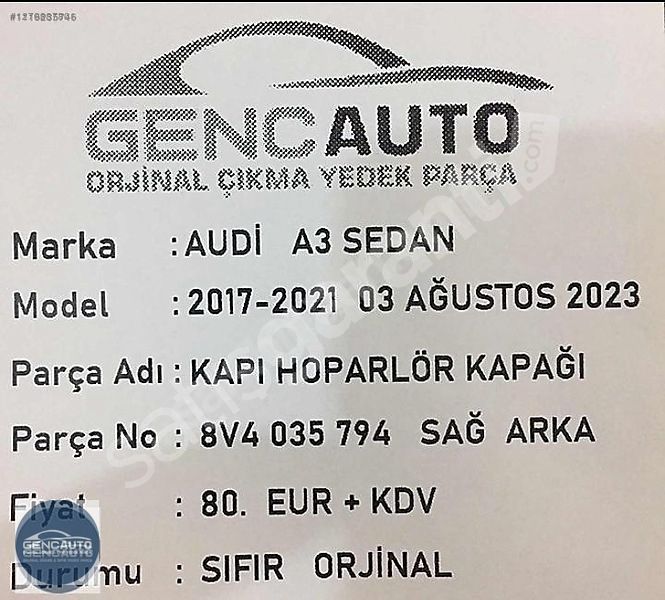 GENCAUTO
ORJİNAL ÇIKMA YEDEK PARÇA
Marka : AUDİ A3 SEDAN
Model : 2017-2021 03 AĞUSTOS 2023
Parça Adı : KAPI HOPARLÖR KAPAĞI
Parça No : 8V4 035 794 SAĞ ARKA
Fiyat : 80. EUR + KDV
GENCAUTO
Durumu : SIFIR ORJİNAL